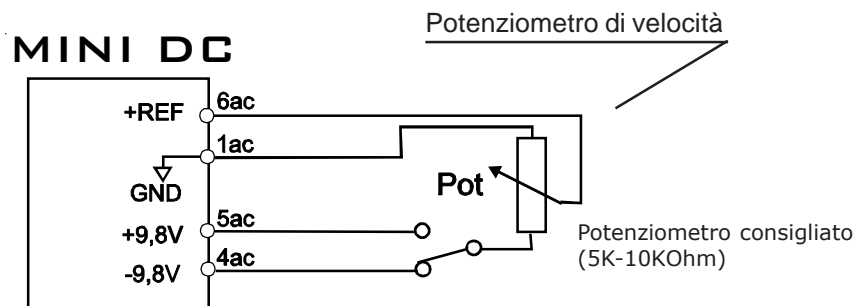 Potenziometro di velocità
MINI DC
+REF
6ac
1ac
GND
Pot
+9,8V
5ac
-9,8V
4ac
Potenziometro consigliato
(5K-10KOhm)